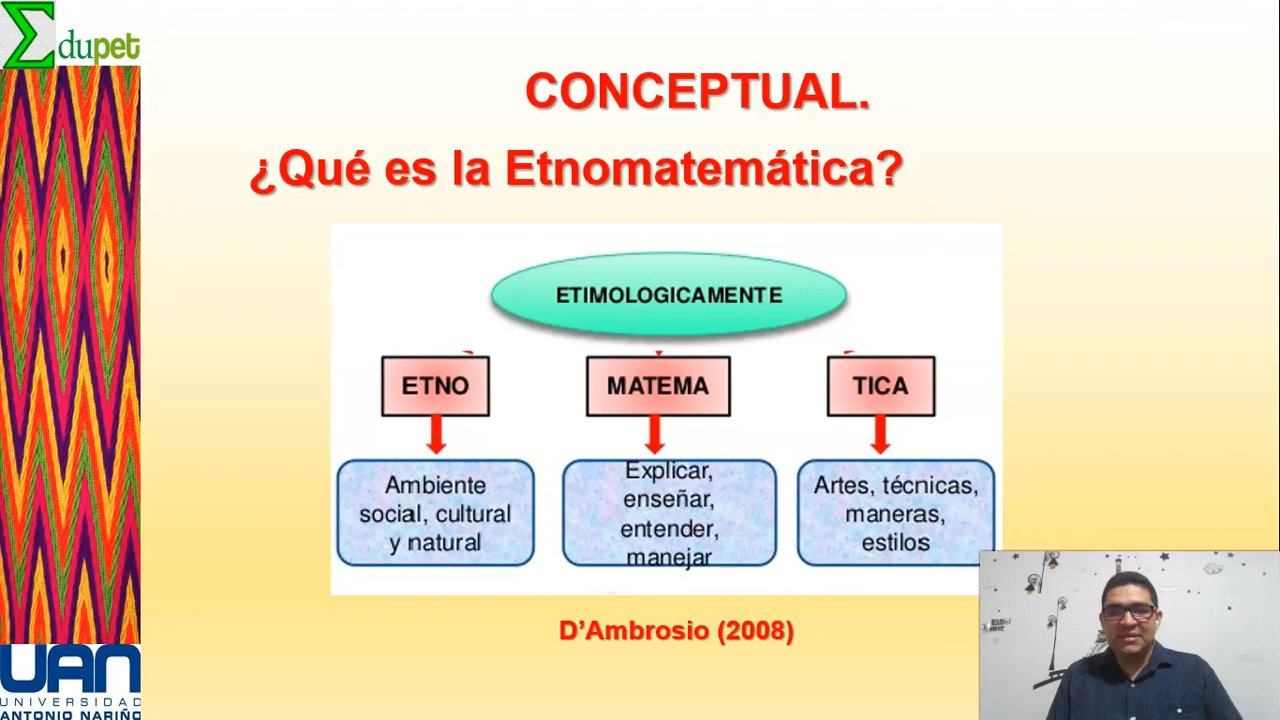 Edupet
CONCEPTUAL.
¿Qué es la Etnomatemática?
ETIMOLOGICAMENTE
ETNO
MATEMA
TICA
Ambiente
social, cultural
y natural
Explicar,
enseñar,
entender,
manejar
Artes, técnicas,
maneras,
estilos
D’Ambrosio (2008)
UAN
UNIVERSIDAD
ANTONIO NARIÑO